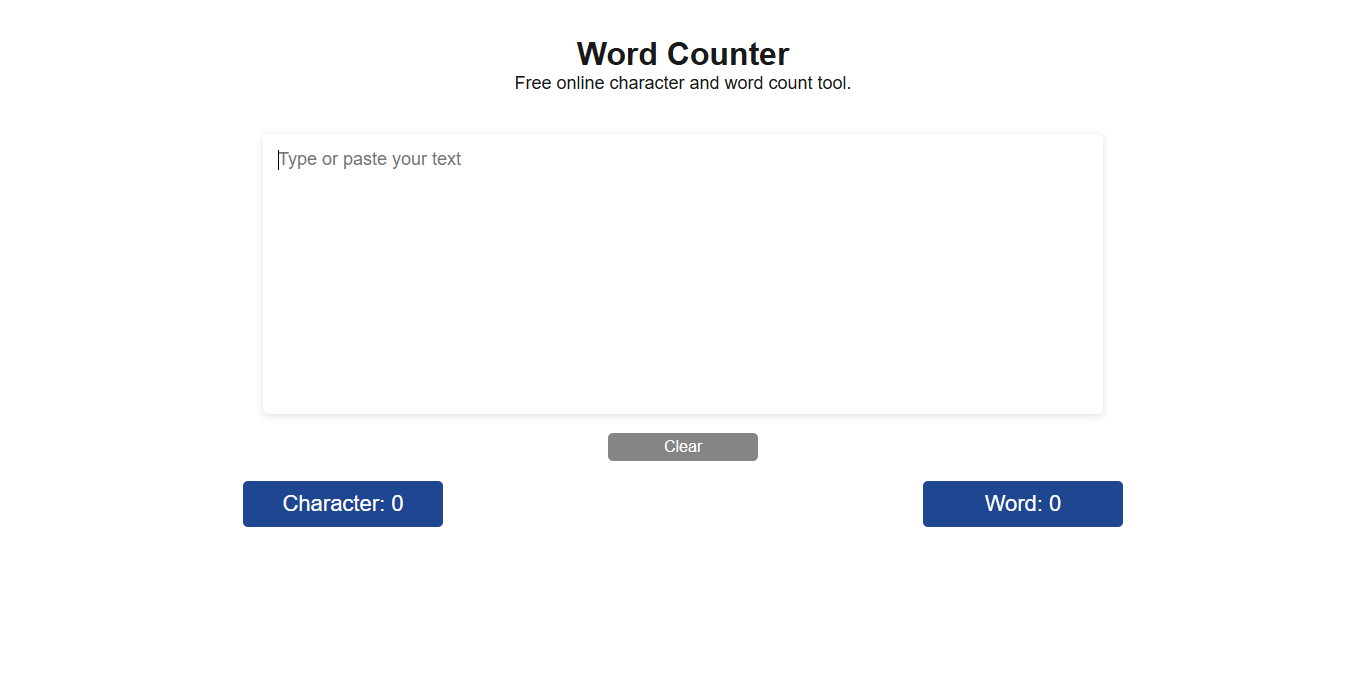 Word Counter
Free online character and word count tool.
Type or paste your text
Clear
Character: 0
Word: 0